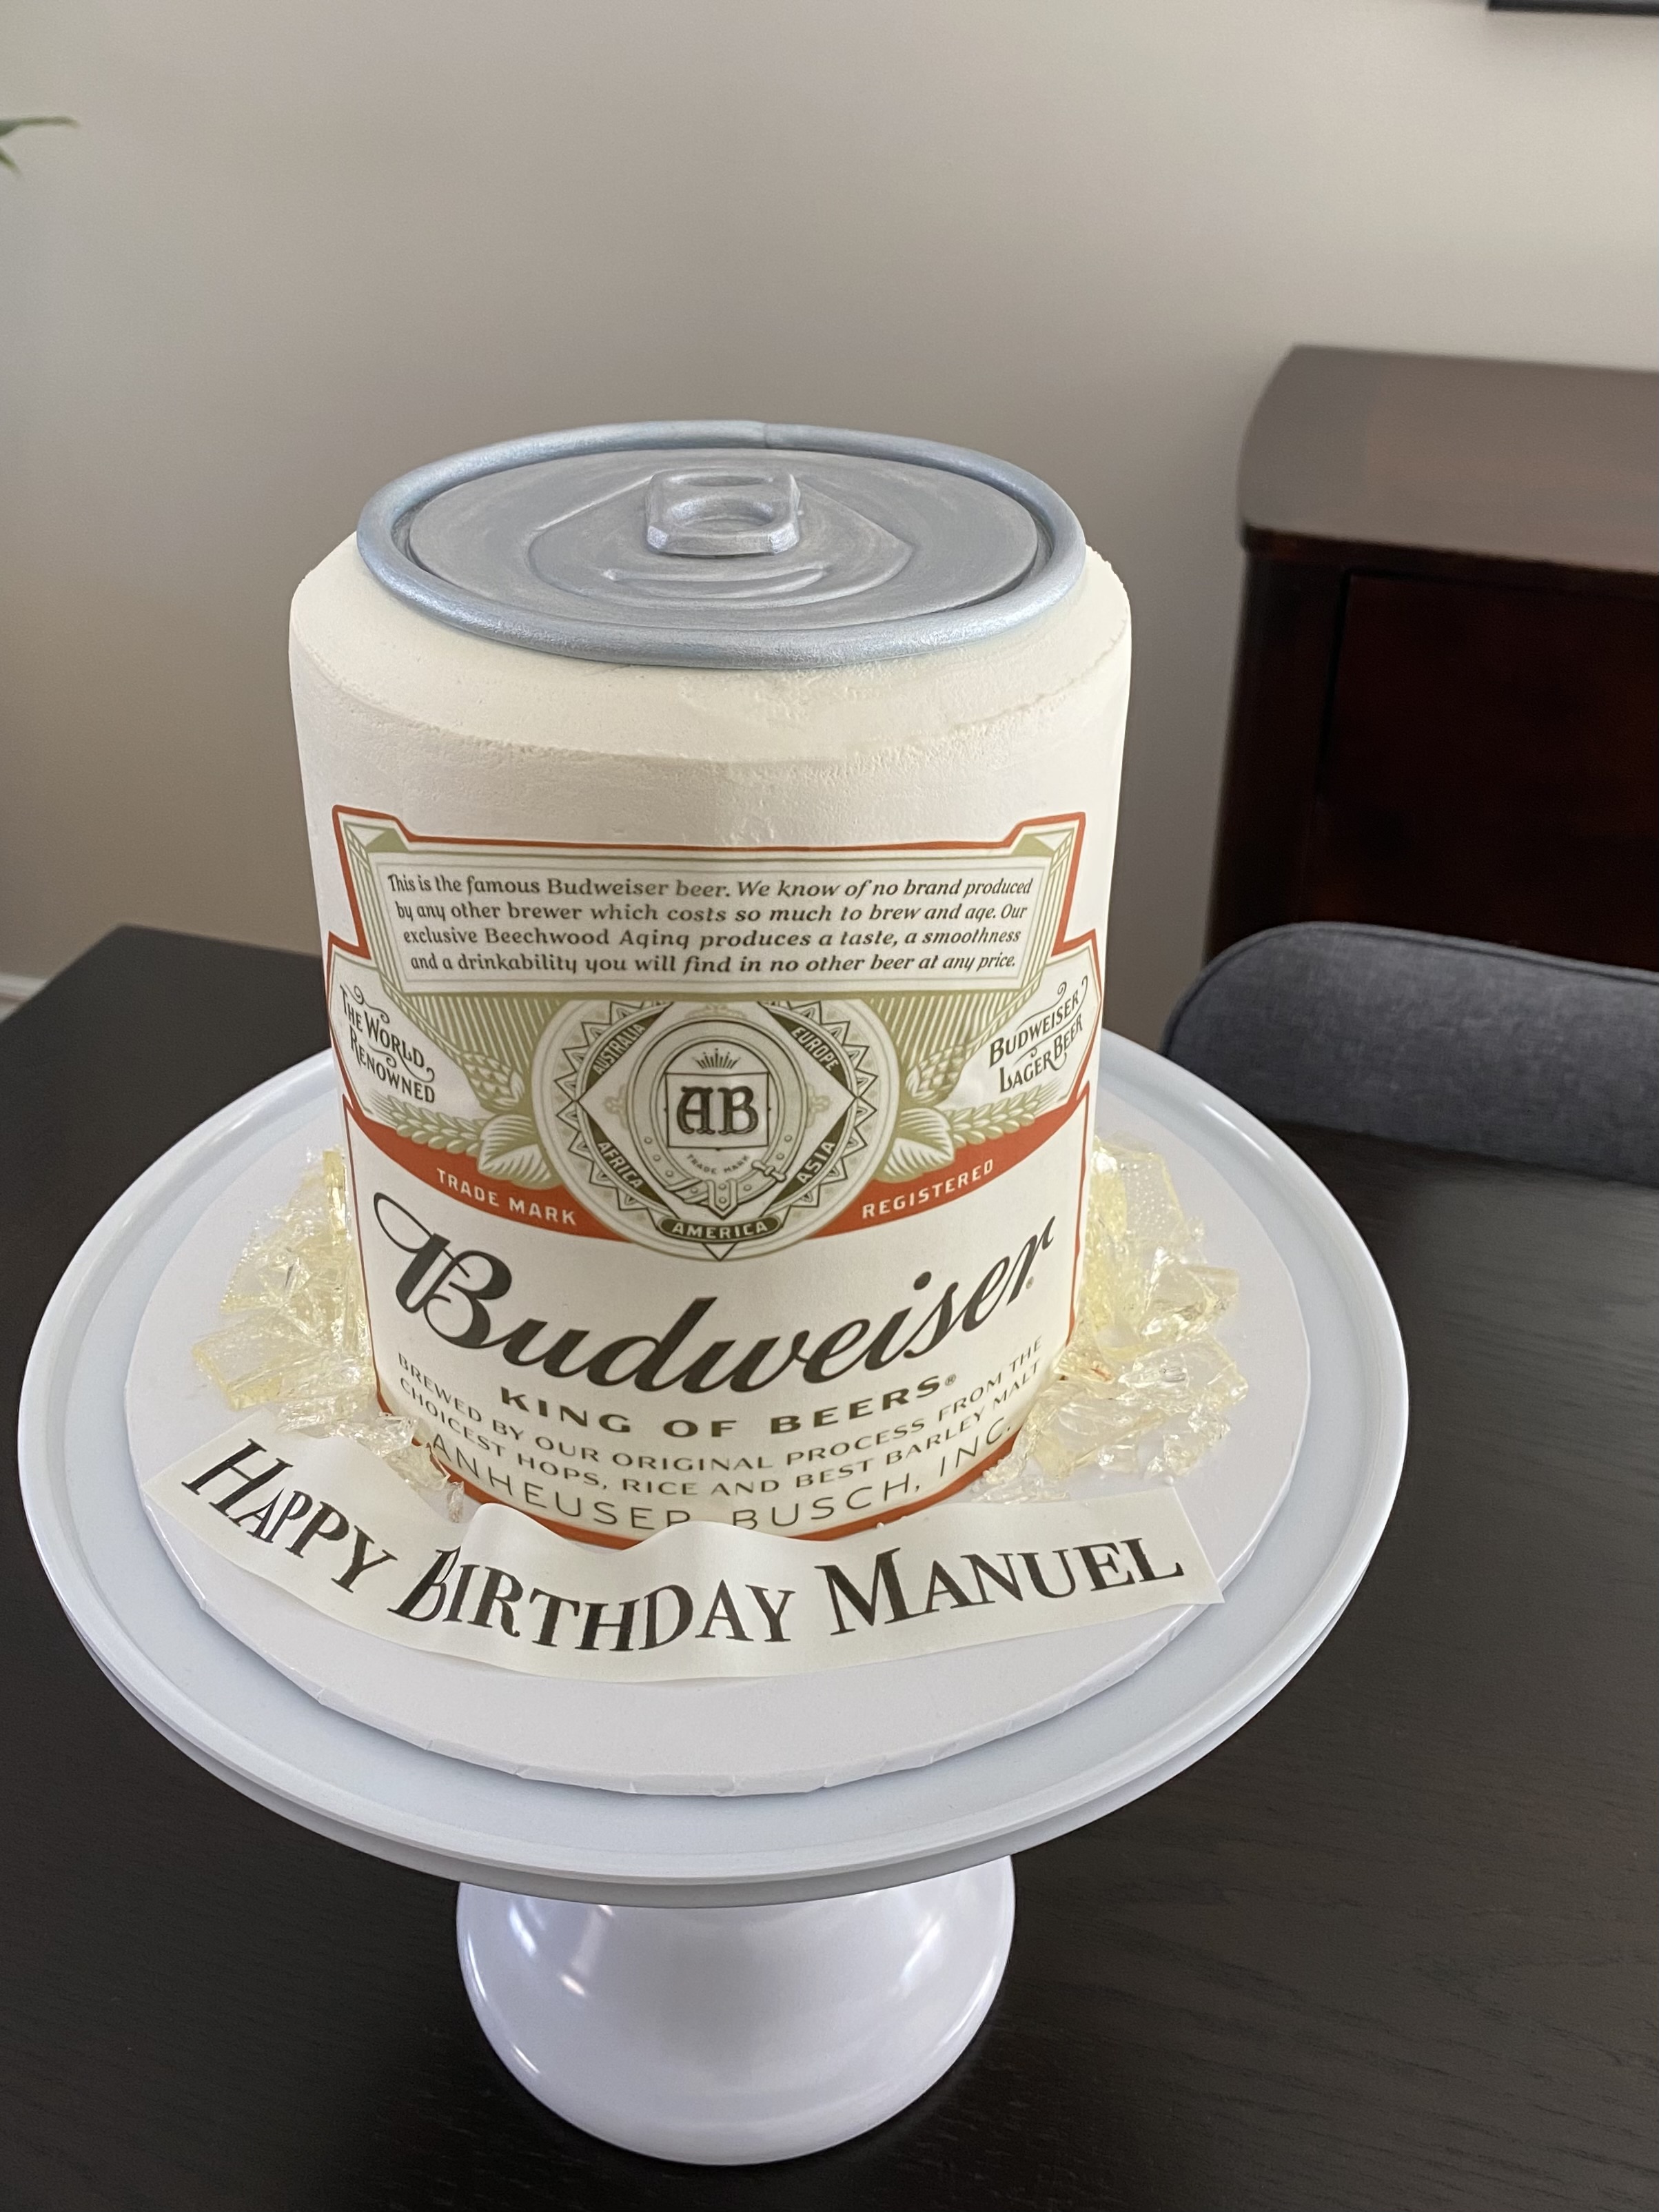 This is the famous Budweiser beer. We know of no brand produced
by any other brewer which costs so much to brew and age. Our
exclusive Beechwood Aging produces a taste, a smoothness
and a drinkability you will find in no other beer at any price.
THE WORLD
RENOWNED
BUDWEISER
LAGER BEER
AUSTRALIA
EUROPE
AB
TRADE MARK
AFRICA
ASIA
AMERICA
TRADE MARK
REGISTERED
Budweiser®
KING OF BEERS®
BREWED BY OUR ORIGINAL PROCESS FROM THE
CHOICEST HOPS, RICE AND BEST BARLEY MALT
ANHEUSER BUSCH, INC.
HAPPY BIRTHDAY MANUEL